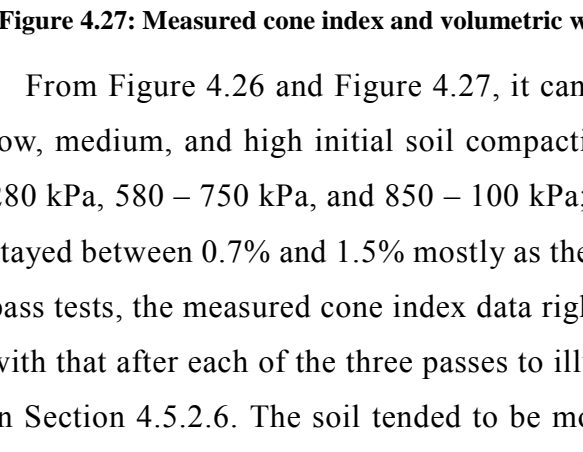 Figure 4.27: Measured cone index and volumetric w
From Figure 4.26 and Figure 4.27, it can
ow, medium, and high initial soil compacti
280 kPa, 580 – 750 kPa, and 850 – 100 kPa;
tayed between 0.7% and 1.5% mostly as the
pass tests, the measured cone index data righ
with that after each of the three passes to ill
n Section 4.5.2.6. The soil tended to be mo